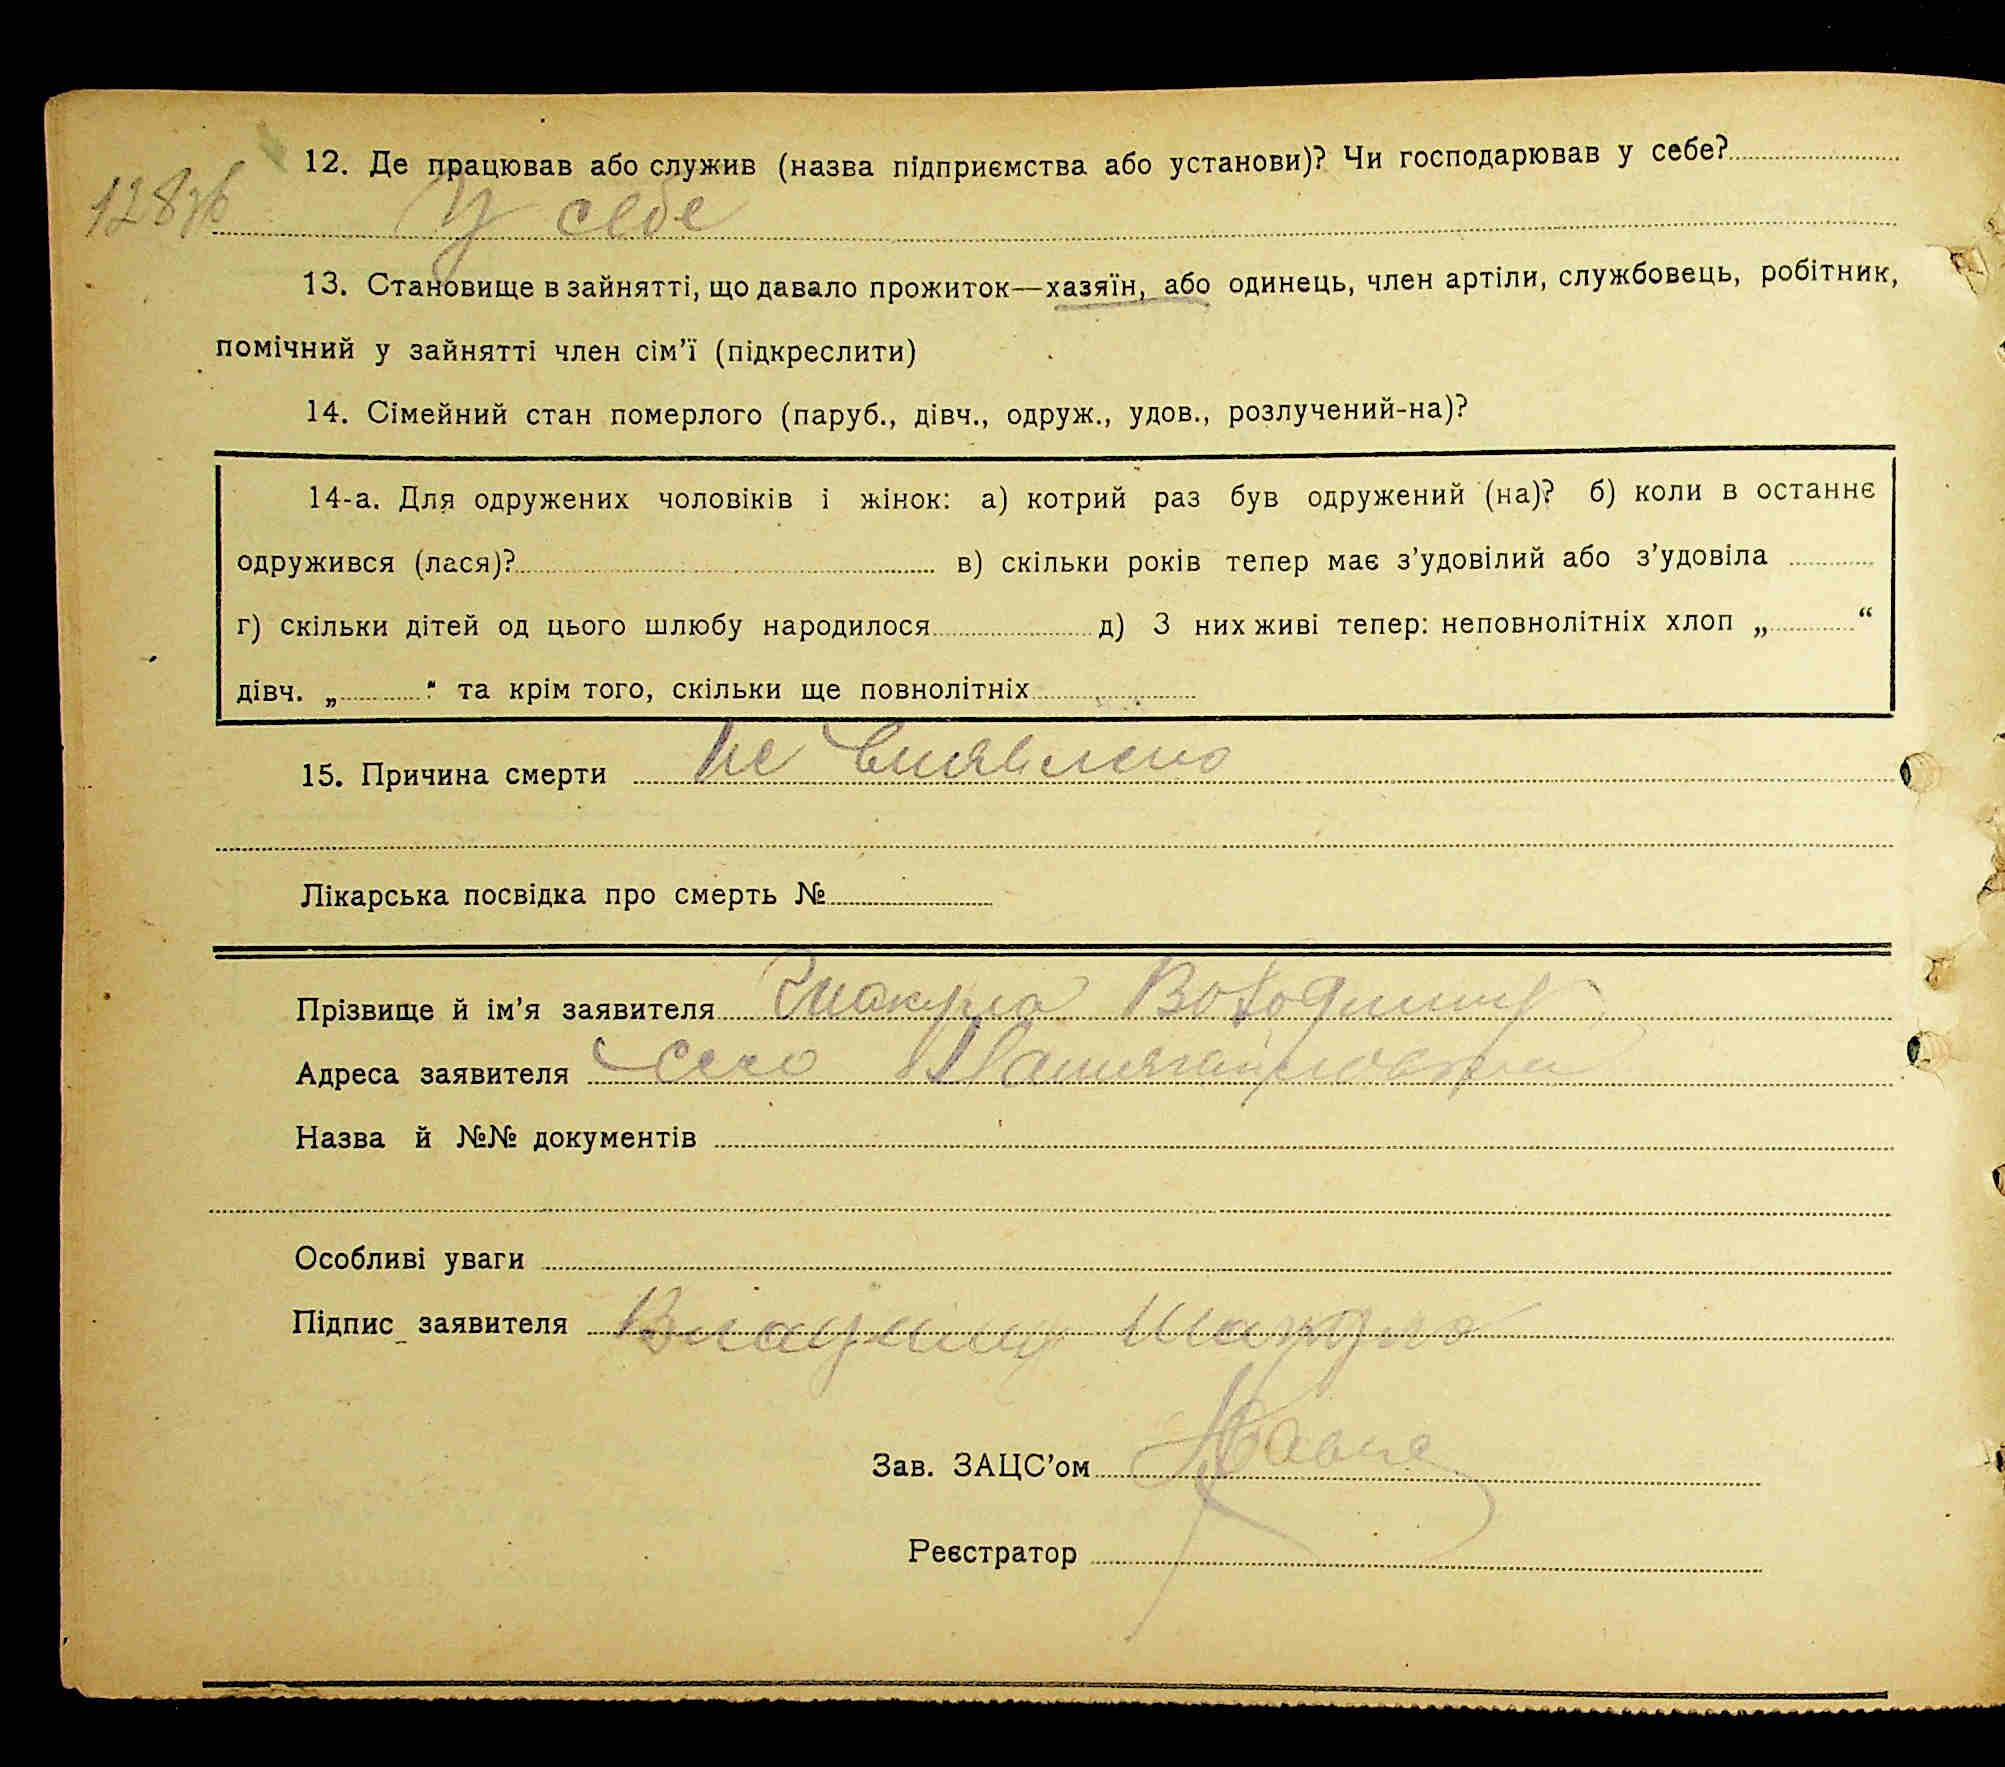 12. Де працював або служив (назва підприємства або установи)? Чи господарював у себе?
128зв
У себе
13. Становище в зайнятті, що давало прожиток—хазяїн, або одинець, член артіли, службовець, робітник,
помічний у зайнятті член сім’ї (підкреслити)
14. Сімейний стан померлого (паруб., дівч., одруж., удов., розлучений-на)?
14-а. Для одружених чоловіків і жінок: а) котрий раз був одружений (на)? б) коли в останнє
одружився (лася)? в) скільки років тепер має з’удовілий або з’удовіла
г) скільки дітей од цього шлюбу народилося д) З них живі тепер: неповнолітніх хлоп „ “
дівч. „ “ та крім того, скільки ще повнолітніх
15. Причина смерти Не виявлено
Лікарська посвідка про смерть №
Прізвище й ім’я заявителя
Адреса заявителя село
Назва й №№ документів
Особливі уваги
Підпис заявителя
Зав. ЗАЦС’ом
Реєстратор